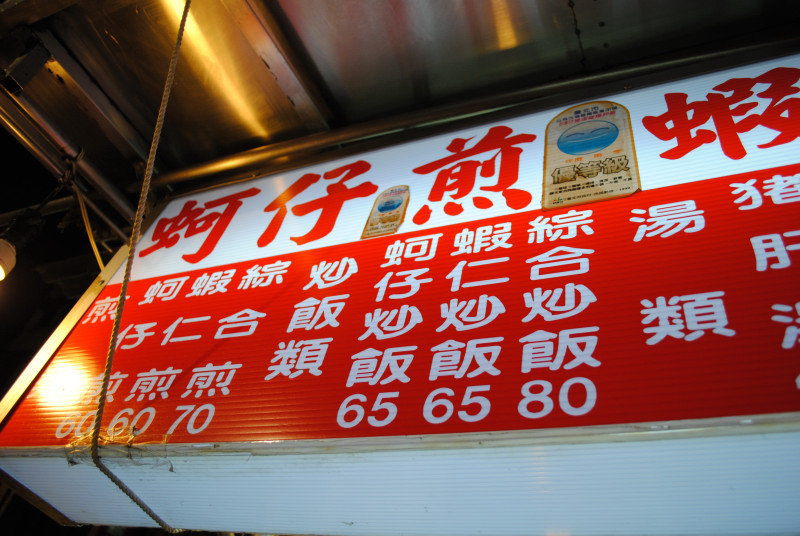 蚵仔煎
蝦
優等級
煎
蚵仔煎 60
蝦仁煎 60
綜合煎 70
炒飯類
蚵仔炒飯 65
蝦仁炒飯 65
綜合炒飯 80
湯類
豬肝湯